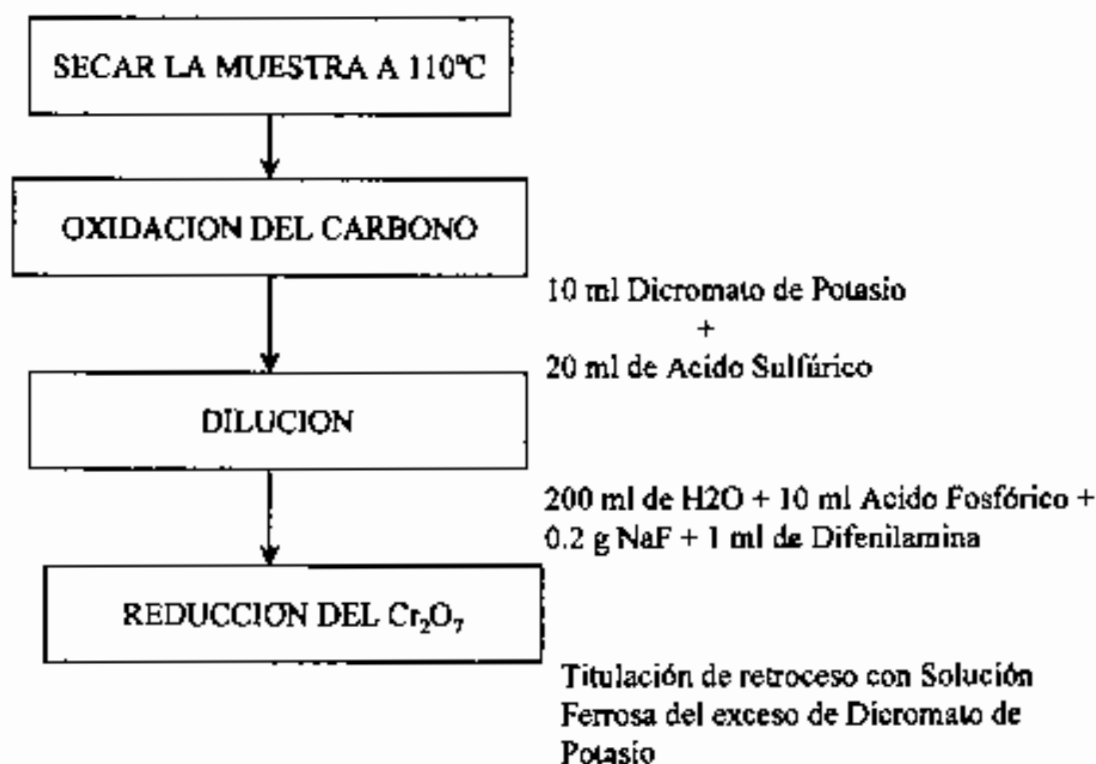 SECAR LA MUESTRA A 110ºC
OXIDACION DEL CARBONO
10 ml Dicromato de Potasio
+
20 ml de Acido Sulfúrico
DILUCION
200 ml de H2O + 10 ml Acido Fosfórico +
0.2 g NaF + 1 ml de Difenilamina
REDUCCION DEL Cr₂O₇
Titulación de retroceso con Solución
Ferrosa del exceso de Dicromato de
Potasio